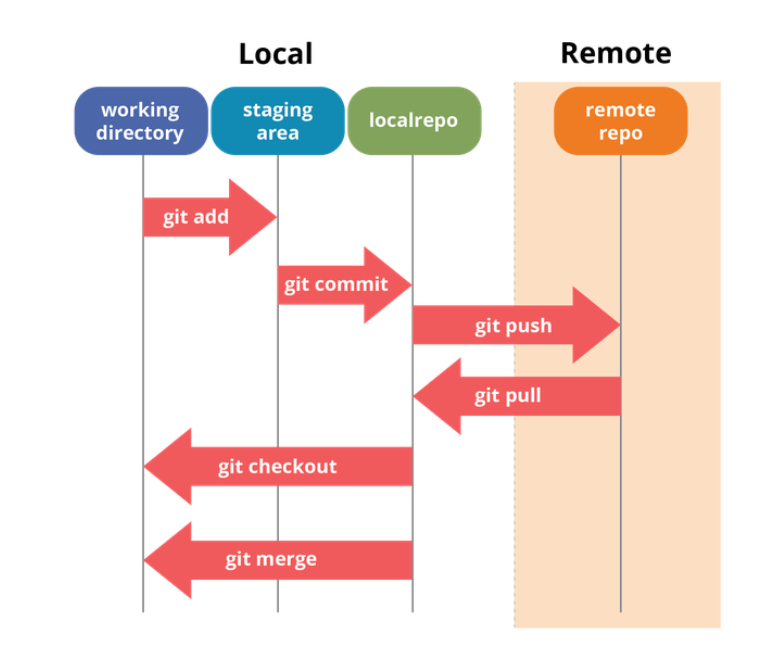 Local
Remote
working
directory
staging
area
localrepo
remote
repo
git add
git commit
git push
git pull
git checkout
git merge